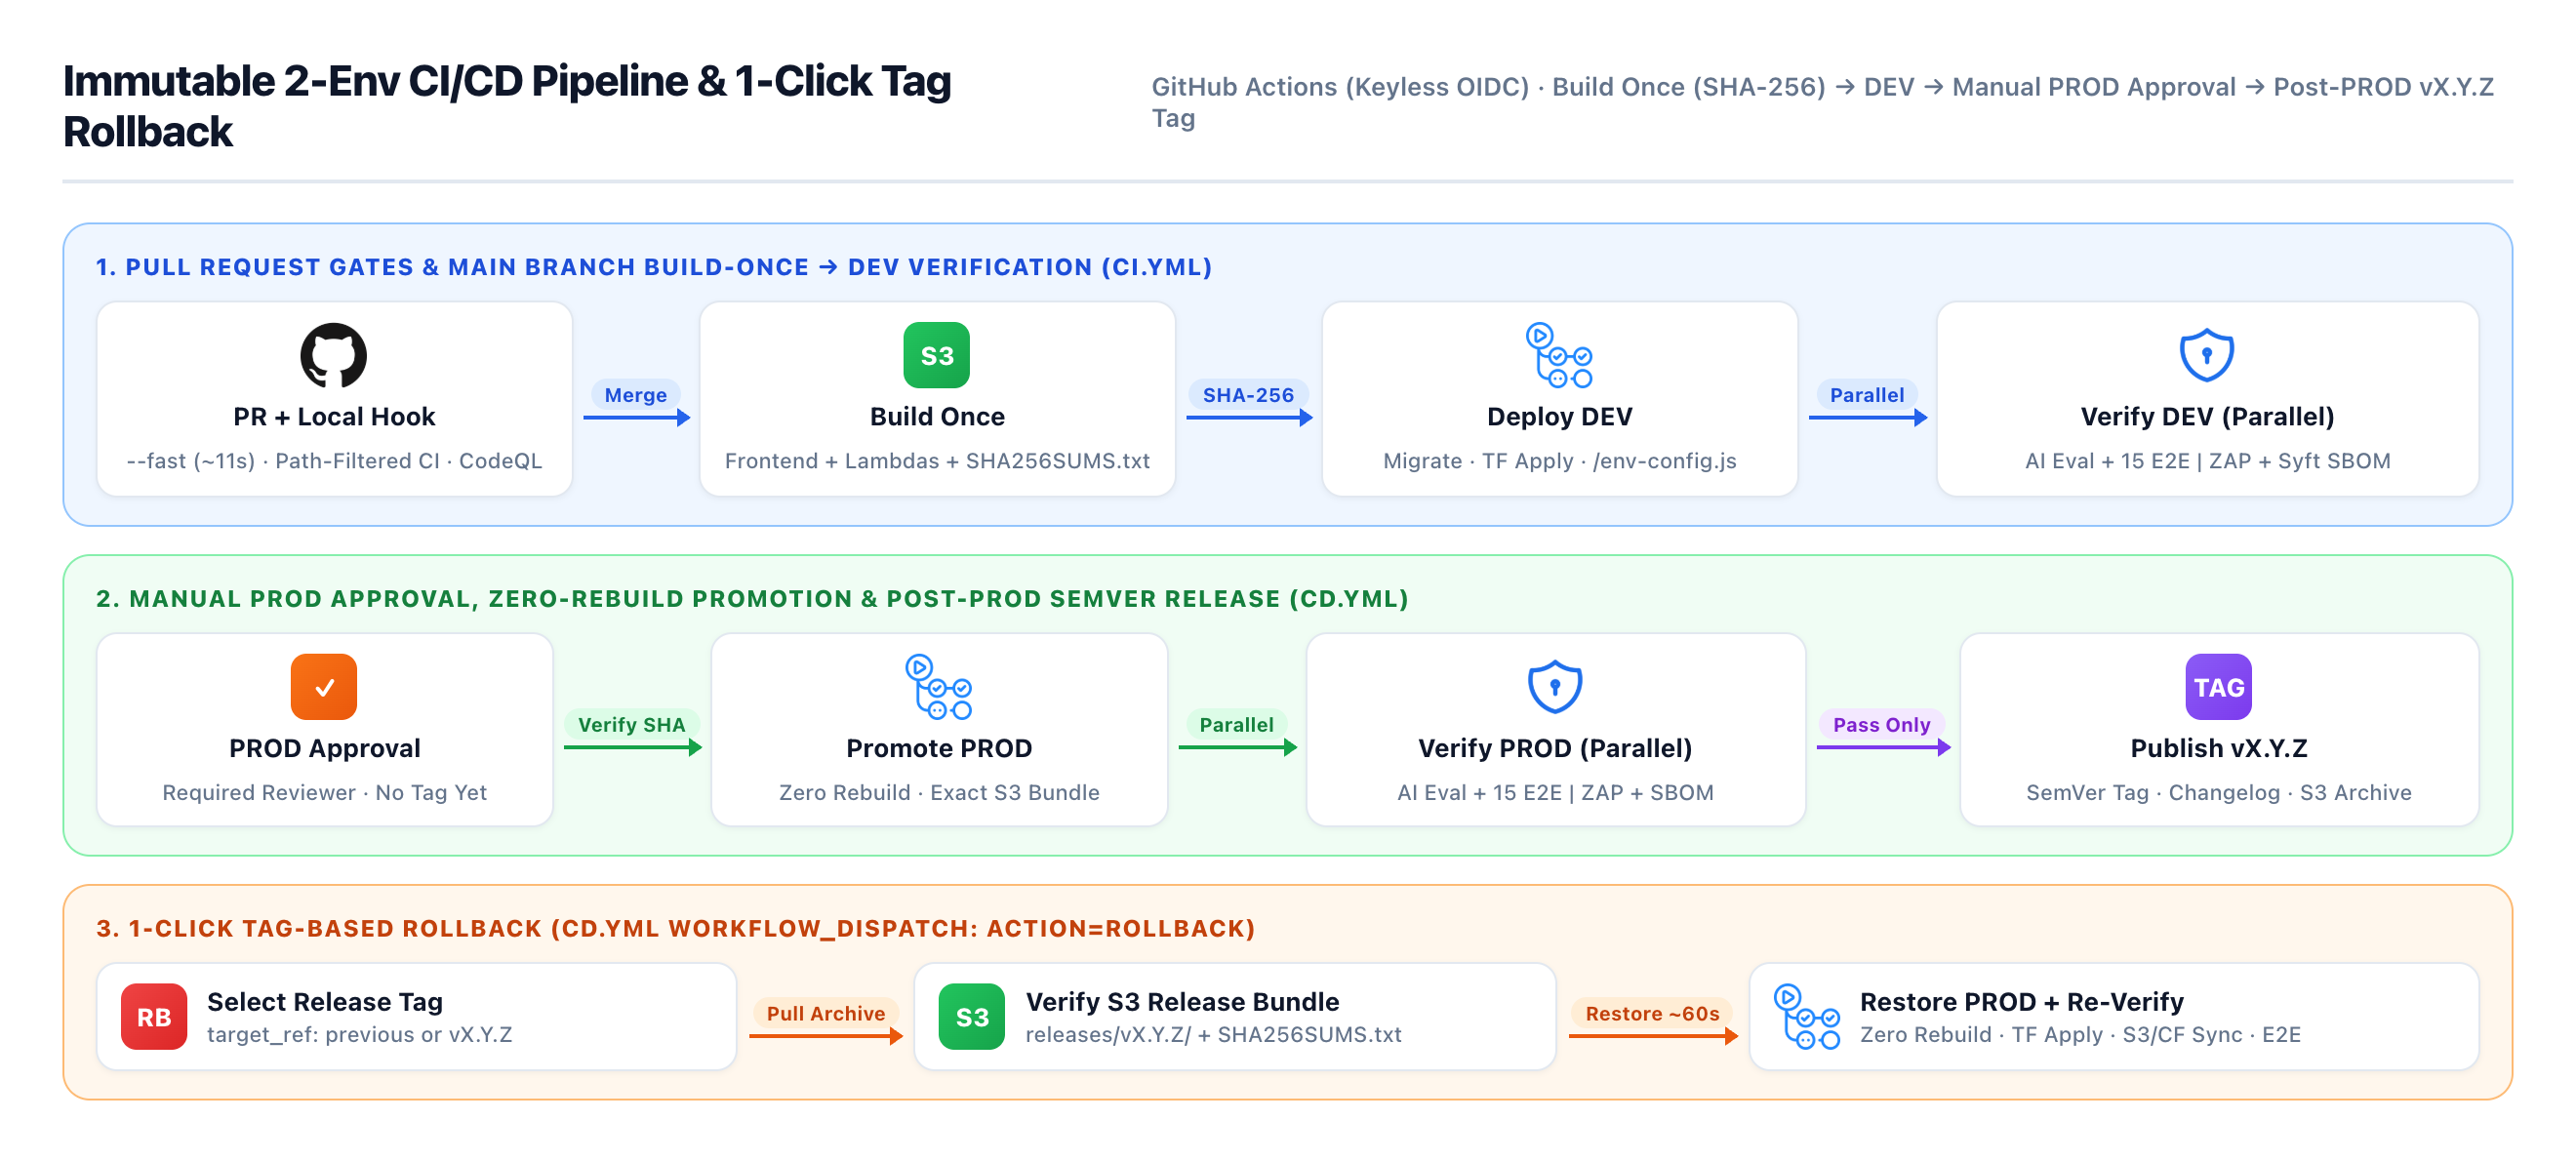 Immutable 2-Env CI/CD Pipeline & 1-Click Tag
Rollback
GitHub Actions (Keyless OIDC) · Build Once (SHA-256) → DEV → Manual PROD Approval → Post-PROD vX.Y.Z
Tag
1. PULL REQUEST GATES & MAIN BRANCH BUILD-ONCE → DEV VERIFICATION (CI.YML)
PR + Local Hook
--fast (~11s) · Path-Filtered CI · CodeQL
Merge
S3
Build Once
Frontend + Lambdas + SHA256SUMS.txt
SHA-256
Deploy DEV
Migrate · TF Apply · /env-config.js
Parallel
Verify DEV (Parallel)
AI Eval + 15 E2E | ZAP + Syft SBOM
2. MANUAL PROD APPROVAL, ZERO-REBUILD PROMOTION & POST-PROD SEMVER RELEASE (CD.YML)
PROD Approval
Required Reviewer · No Tag Yet
Verify SHA
Promote PROD
Zero Rebuild · Exact S3 Bundle
Parallel
Verify PROD (Parallel)
AI Eval + 15 E2E | ZAP + SBOM
Pass Only
TAG
Publish vX.Y.Z
SemVer Tag · Changelog · S3 Archive
3. 1-CLICK TAG-BASED ROLLBACK (CD.YML WORKFLOW_DISPATCH: ACTION=ROLLBACK)
RB
Select Release Tag
target_ref: previous or vX.Y.Z
Pull Archive
S3
Verify S3 Release Bundle
releases/vX.Y.Z/ + SHA256SUMS.txt
Restore ~60s
Restore PROD + Re-Verify
Zero Rebuild · TF Apply · S3/CF Sync · E2E